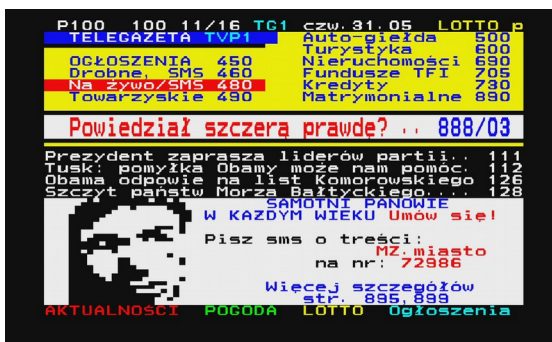 P100 100 11/16 TG1 czw.31.05 LOTTO p
TELEGAZETA TVP1 Auto-giełda 500
Turystyka 600
OGŁOSZENIA 450 Nieruchomości 690
Drobne, SMS 460 Fundusze TFI 705
Na żywo/SMS 480 Kredyty 730
Towarzyskie 490 Matrymonialne 890
Powiedział szczerą prawdę? .. 888/03
Prezydent zaprasza liderów partii.. 111
Tusk: pomyłka Obamy może nam pomóc. 112
Obama odpowie na list Komorowskiego 126
Szczyt państw Morza Bałtyckiego.... 128
SAMOTNI PANOWIE
W KAŻDYM WIEKU Umów się!
Pisz sms o treści:
MZ.miasto
na nr: 72986
Więcej szczegółów
str. 895,899
AKTUALNOŚCI POGODA LOTTO Ogłoszenia